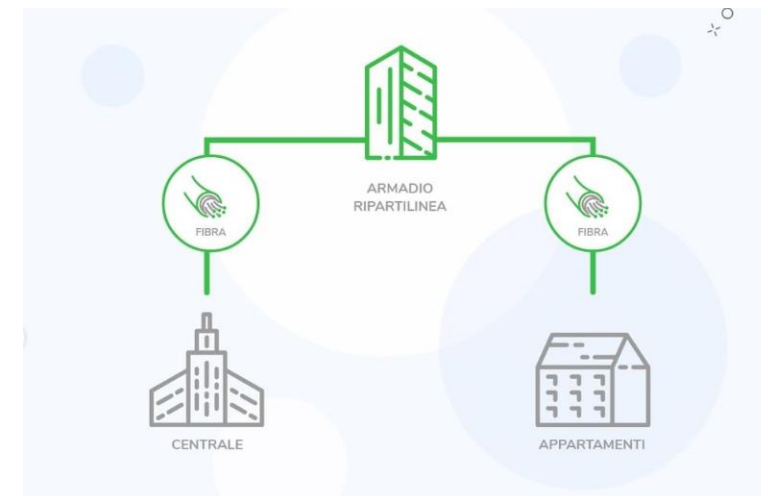 ARMADIO
RIPARTILINEA
FIBRA
FIBRA
CENTRALE
APPARTAMENTI